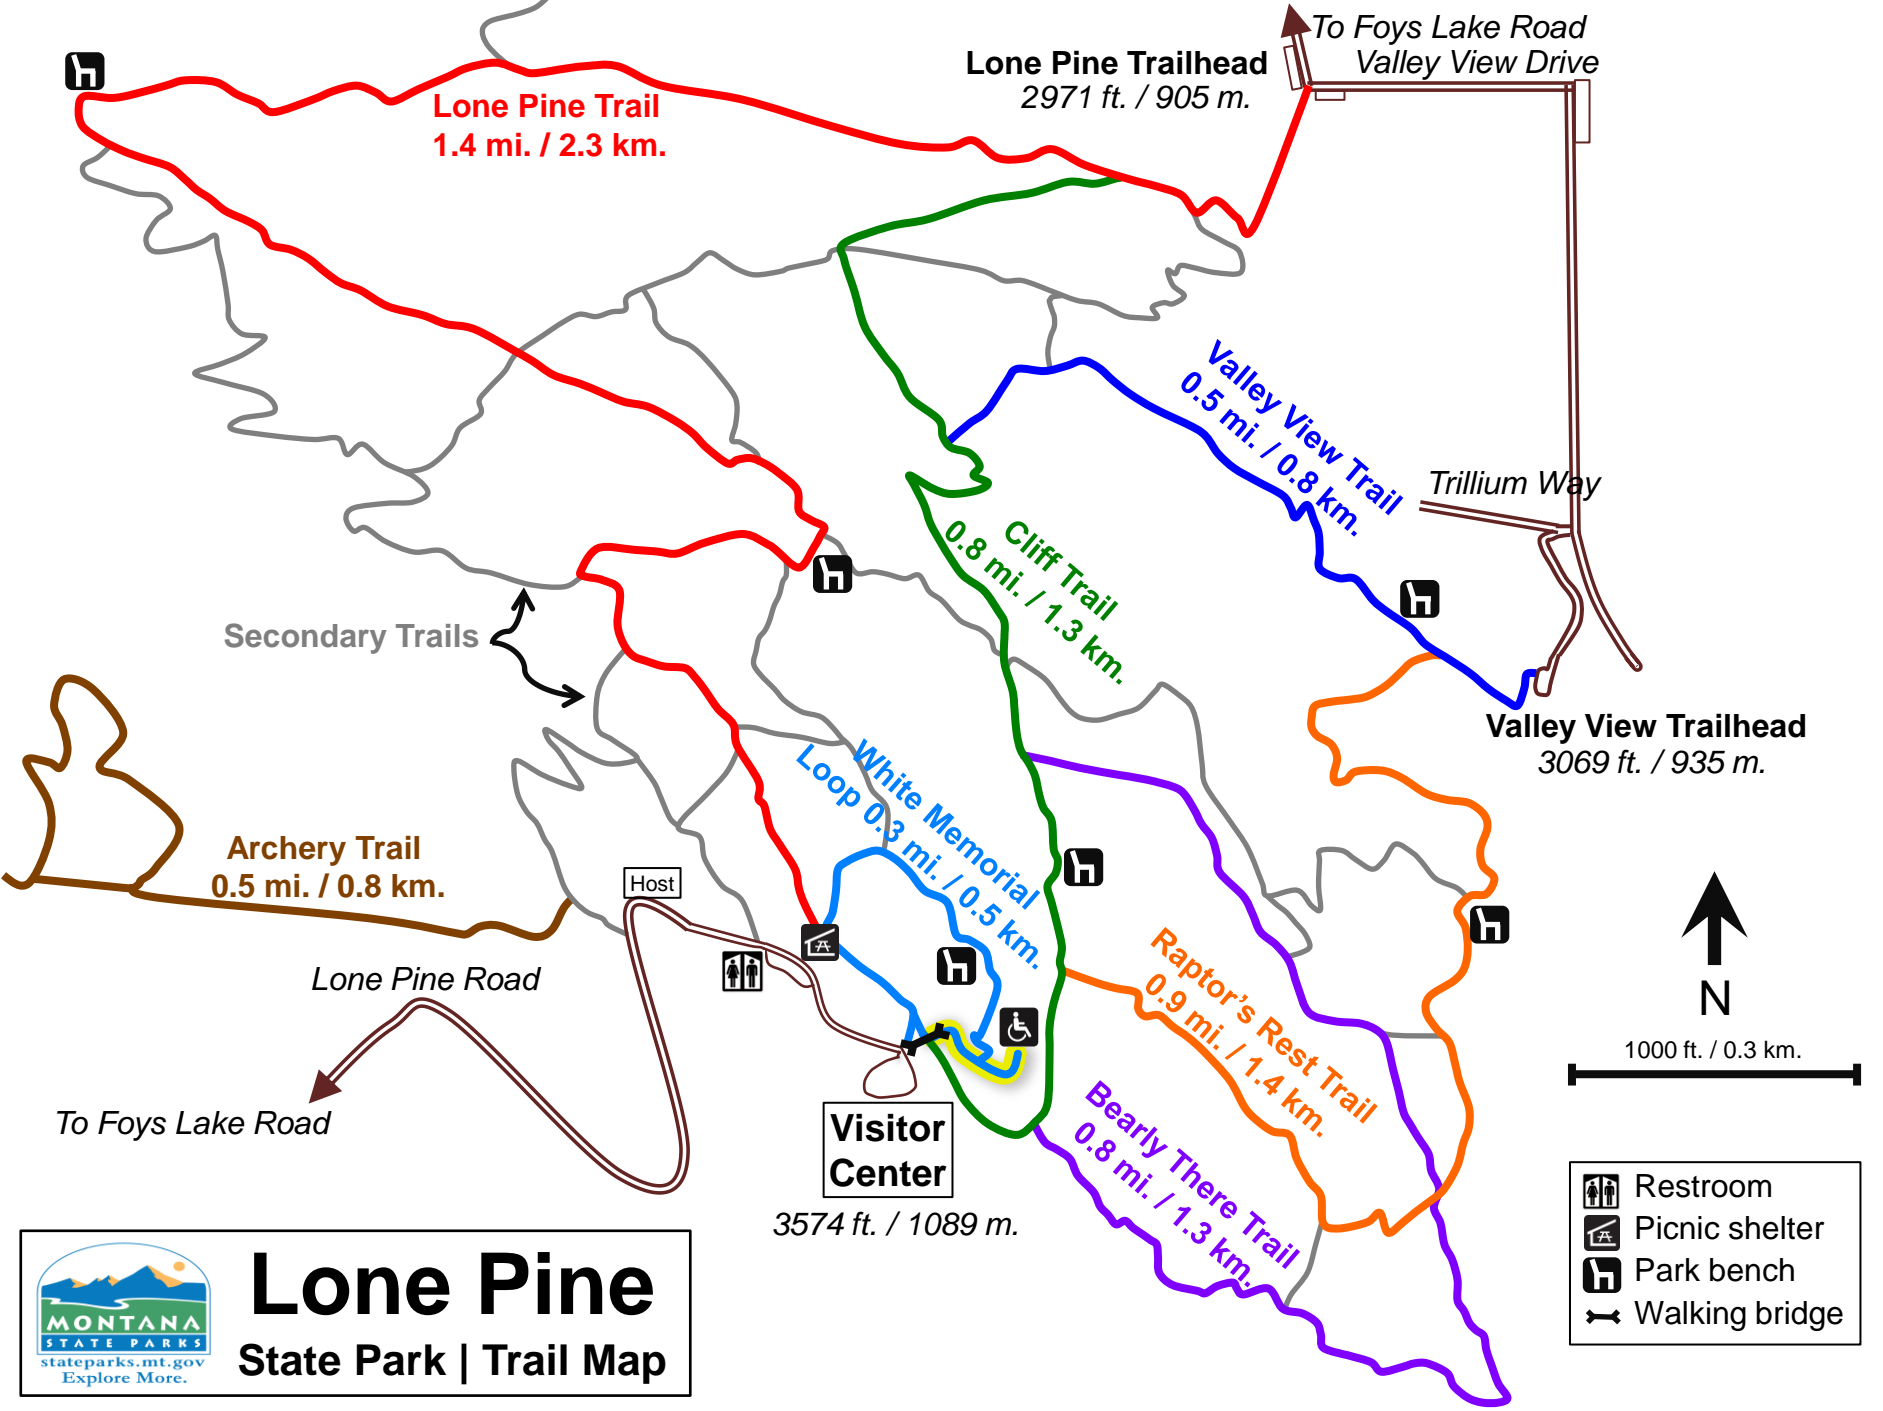 To Foys Lake Road
Valley View Drive
Lone Pine Trailhead
2971 ft. / 905 m.
Lone Pine Trail
1.4 mi. / 2.3 km.
Valley View Trail
0.5 mi. / 0.8 km.
Trillium Way
Cliff Trail
0.8 mi. / 1.3 km.
Secondary Trails
Valley View Trailhead
3069 ft. / 935 m.
White Memorial
Loop 0.3 mi. / 0.5 km.
Archery Trail
0.5 mi. / 0.8 km.
Host
Lone Pine Road
Raptor's Rest Trail
0.9 mi. / 1.4 km.
N
1000 ft. / 0.3 km.
To Foys Lake Road
Bearly There Trail
0.8 mi. / 1.3 km.
Visitor
Center
3574 ft. / 1089 m.
Restroom
Picnic shelter
Park bench
Walking bridge
MONTANA
STATE PARKS
stateparks.mt.gov
Explore More.
Lone Pine
State Park | Trail Map